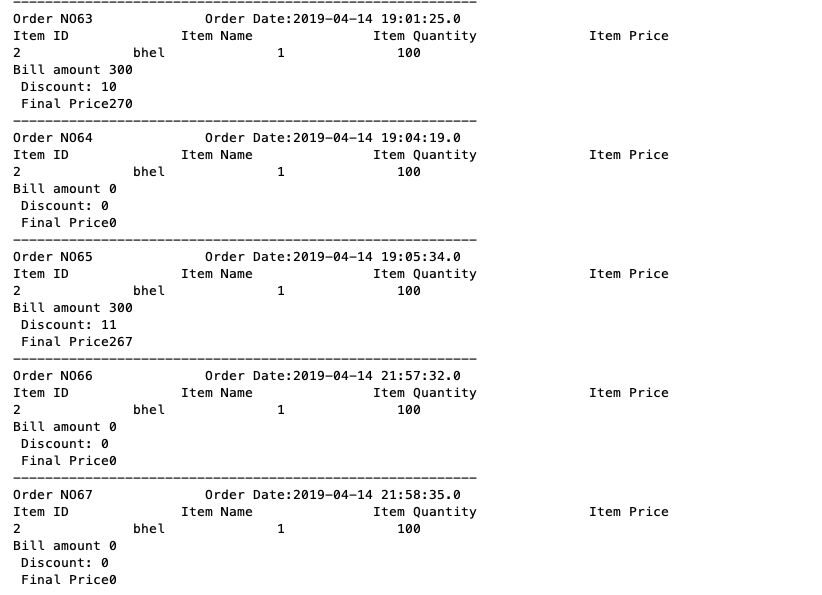 --------------------------------------------------------
Order NO63 Order Date:2019-04-14 19:01:25.0
Item ID Item Name Item Quantity Item Price
2 bhel 1 100
Bill amount 300
Discount: 10
Final Price270
--------------------------------------------------------
Order NO64 Order Date:2019-04-14 19:04:19.0
Item ID Item Name Item Quantity Item Price
2 bhel 1 100
Bill amount 0
Discount: 0
Final Price0
--------------------------------------------------------
Order NO65 Order Date:2019-04-14 19:05:34.0
Item ID Item Name Item Quantity Item Price
2 bhel 1 100
Bill amount 300
Discount: 11
Final Price267
--------------------------------------------------------
Order NO66 Order Date:2019-04-14 21:57:32.0
Item ID Item Name Item Quantity Item Price
2 bhel 1 100
Bill amount 0
Discount: 0
Final Price0
--------------------------------------------------------
Order NO67 Order Date:2019-04-14 21:58:35.0
Item ID Item Name Item Quantity Item Price
2 bhel 1 100
Bill amount 0
Discount: 0
Final Price0